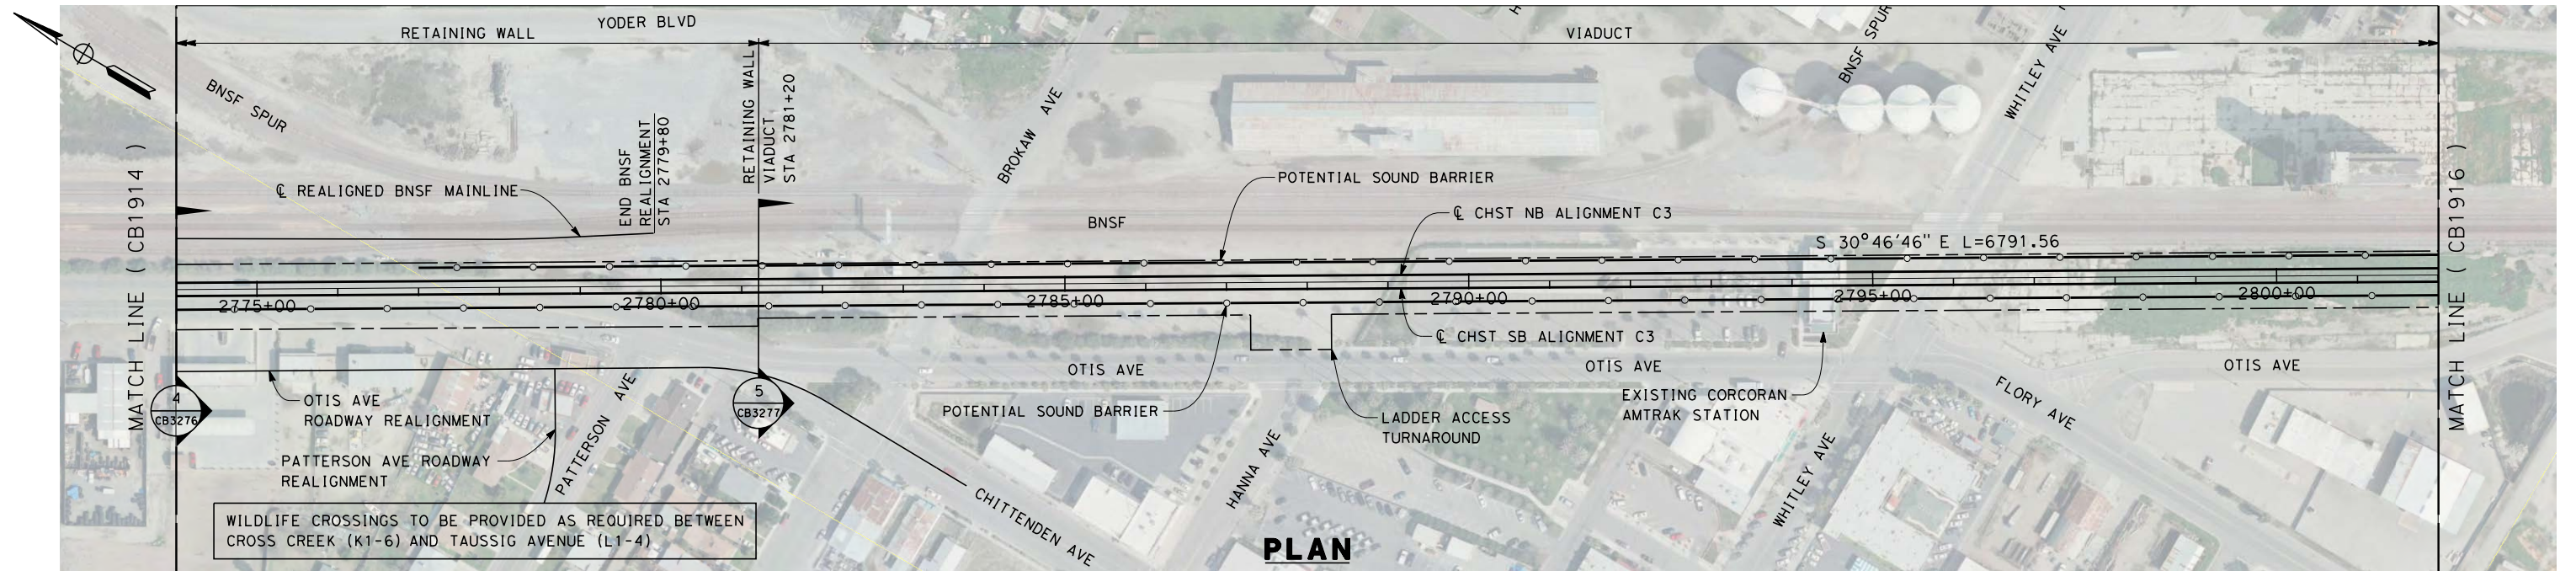 YODER BLVD
RETAINING WALL
VIADUCT
BNSF SPUR
BNSF SPUR
WHITLEY AVE
RETAINING WALL
VIADUCT
STA 2781+20
END BNSF
REALIGNMENT
STA 2779+80
BROKAW AVE
MATCH LINE ( CB1914 )
MATCH LINE ( CB1916 )
℄ REALIGNED BNSF MAINLINE
POTENTIAL SOUND BARRIER
BNSF
℄ CHST NB ALIGNMENT C3
S 30°46'46" E L=6791.56
2775+00
2780+00
2785+00
2790+00
2795+00
2800+00
℄ CHST SB ALIGNMENT C3
OTIS AVE
OTIS AVE
OTIS AVE
4
CB3276
5
CB3277
OTIS AVE
ROADWAY REALIGNMENT
PATTERSON AVE
POTENTIAL SOUND BARRIER
LADDER ACCESS
TURNAROUND
EXISTING CORCORAN
AMTRAK STATION
FLORY AVE
PATTERSON AVE ROADWAY
REALIGNMENT
HANNA AVE
WHITLEY AVE
CHITTENDEN AVE
WILDLIFE CROSSINGS TO BE PROVIDED AS REQUIRED BETWEEN
CROSS CREEK (K1-6) AND TAUSSIG AVENUE (L1-4)
PLAN